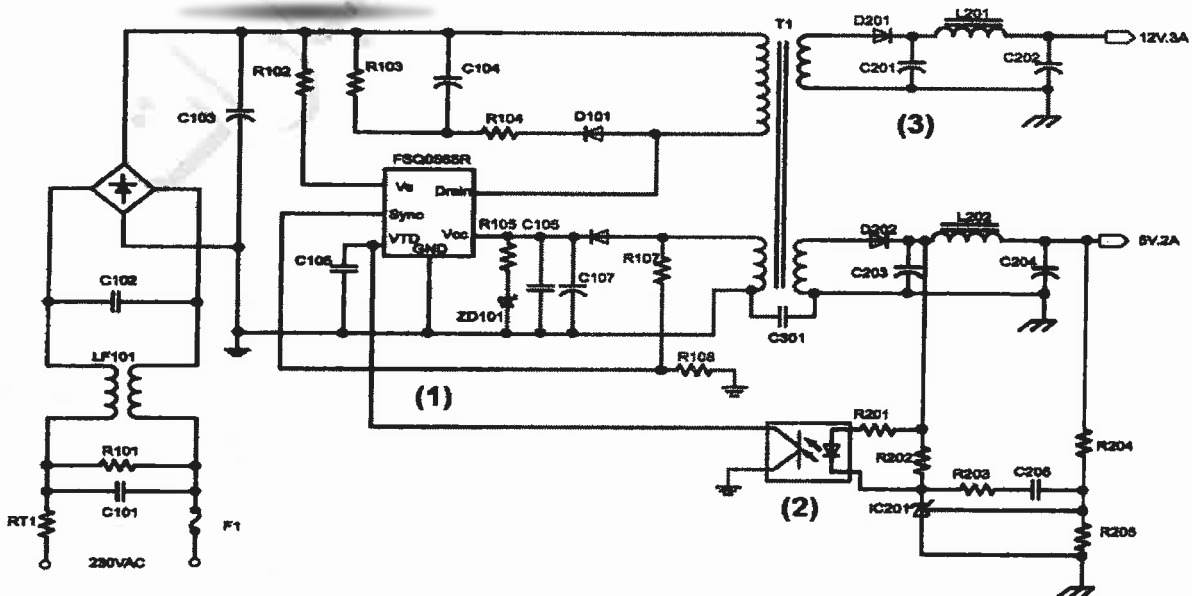 T1
D201
L201
12V.3A
C201
C202
(3)
R102
R103
C104
C103
R104
D101
FSQ0565R
Vs
Drain
Sync
VTD
Vcc
GND
R105
C105
C106
C107
R107
ZD101
C102
LF101
R108
(1)
D202
L202
5V.2A
C203
C204
C301
R201
R202
R203
C206
R204
(2)
IC201
R205
R101
C101
RT1
F1
230VAC